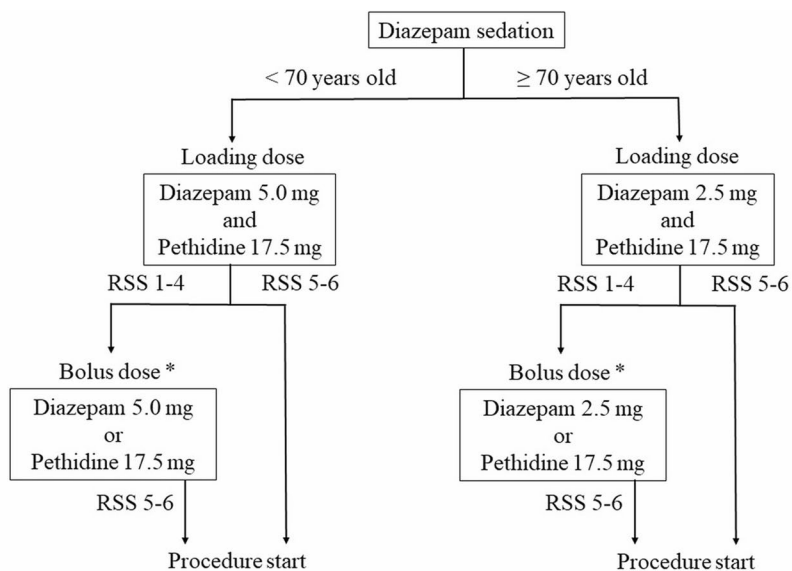 Diazepam sedation
< 70 years old
≥ 70 years old
Loading dose
Diazepam 5.0 mg
and
Pethidine 17.5 mg
RSS 1-4
RSS 5-6
Bolus dose *
Diazepam 5.0 mg
or
Pethidine 17.5 mg
RSS 5-6
Procedure start
Loading dose
Diazepam 2.5 mg
and
Pethidine 17.5 mg
RSS 1-4
RSS 5-6
Bolus dose *
Diazepam 2.5 mg
or
Pethidine 17.5 mg
RSS 5-6
Procedure start